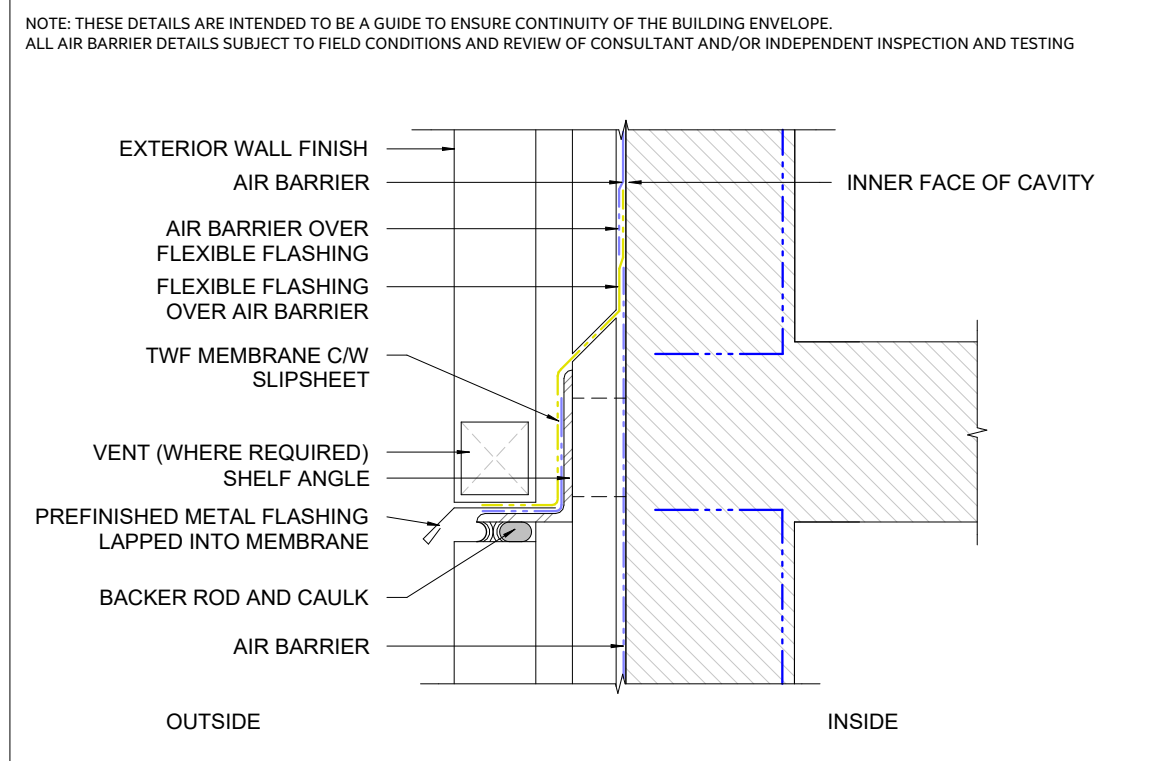 NOTE: THESE DETAILS ARE INTENDED TO BE A GUIDE TO ENSURE CONTINUITY OF THE BUILDING ENVELOPE.
ALL AIR BARRIER DETAILS SUBJECT TO FIELD CONDITIONS AND REVIEW OF CONSULTANT AND/OR INDEPENDENT INSPECTION AND TESTING
EXTERIOR WALL FINISH
AIR BARRIER
INNER FACE OF CAVITY
AIR BARRIER OVER
FLEXIBLE FLASHING
FLEXIBLE FLASHING
OVER AIR BARRIER
TWF MEMBRANE C/W
SLIPSHEET
VENT (WHERE REQUIRED)
SHELF ANGLE
PREFINISHED METAL FLASHING
LAPPED INTO MEMBRANE
BACKER ROD AND CAULK
AIR BARRIER
OUTSIDE
INSIDE